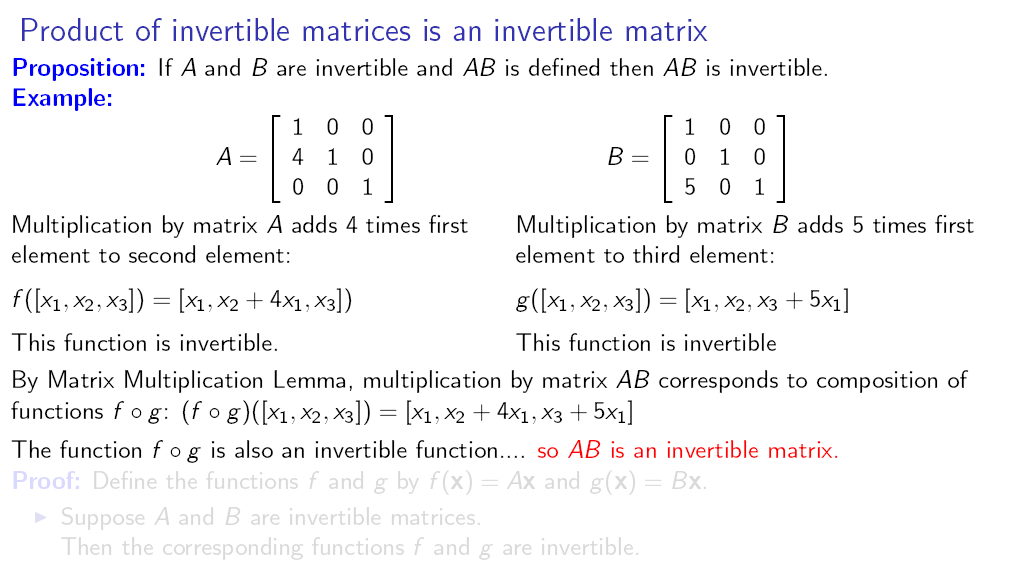 Product of invertible matrices is an invertible matrix
Proposition: If A and B are invertible and AB is defined then AB is invertible.
Example:
A = [ 1 0 0
4 1 0
0 0 1 ]
B = [ 1 0 0
0 1 0
5 0 1 ]
Multiplication by matrix A adds 4 times first
element to second element:
f([x₁, x₂, x₃]) = [x₁, x₂ + 4x₁, x₃])
This function is invertible.
Multiplication by matrix B adds 5 times first
element to third element:
g([x₁, x₂, x₃]) = [x₁, x₂, x₃ + 5x₁]
This function is invertible
By Matrix Multiplication Lemma, multiplication by matrix AB corresponds to composition of
functions f ∘ g: (f ∘ g)([x₁, x₂, x₃]) = [x₁, x₂ + 4x₁, x₃ + 5x₁]
The function f ∘ g is also an invertible function.... so AB is an invertible matrix.
Proof: Define the functions f and g by f(x) = Ax and g(x) = Bx.
▶ Suppose A and B are invertible matrices.
Then the corresponding functions f and g are invertible.